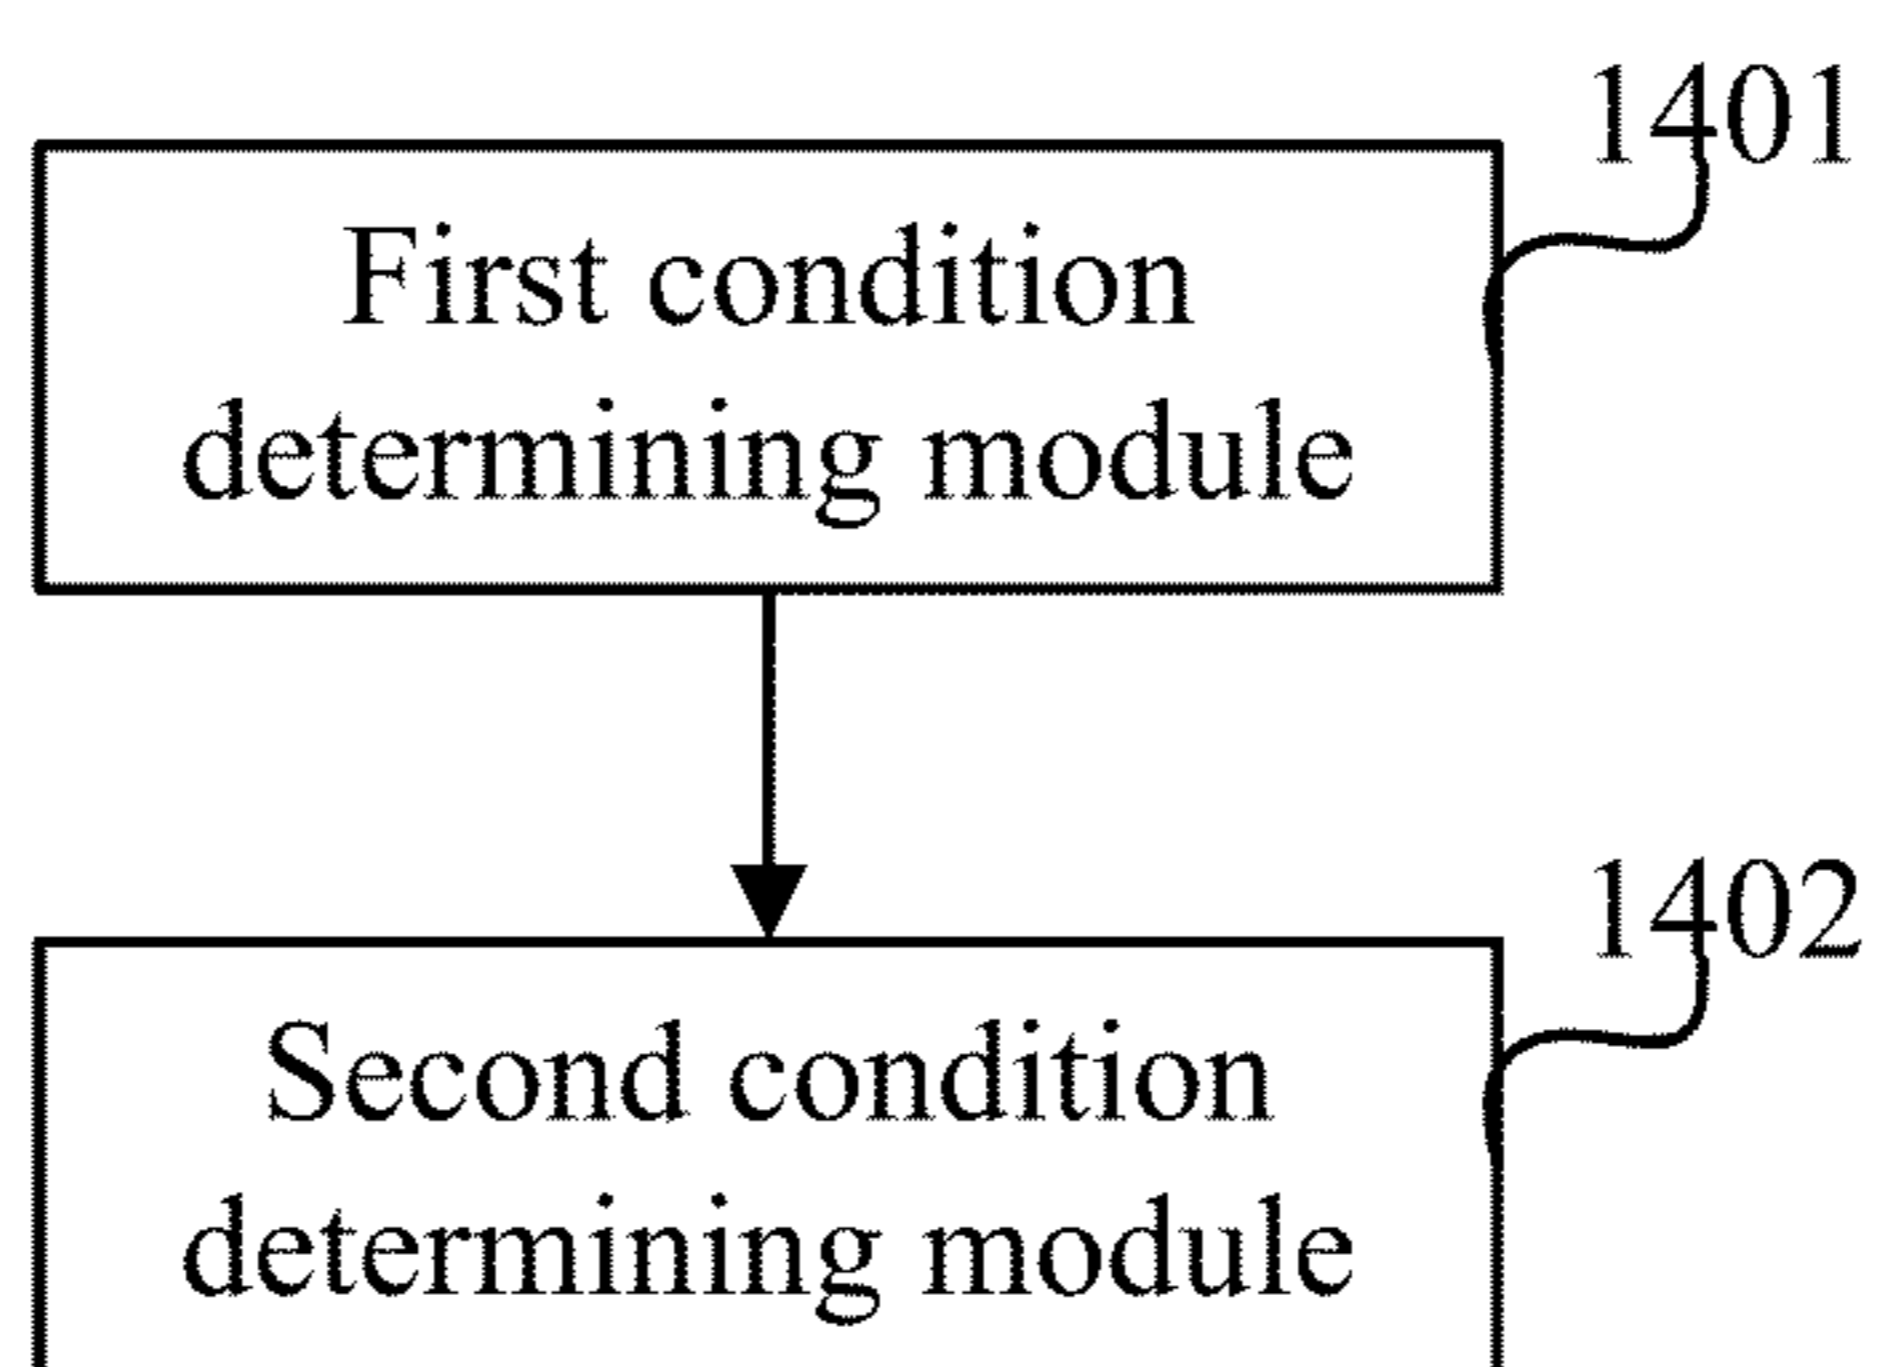 1401
First condition
determining module
1402
Second condition
determining module